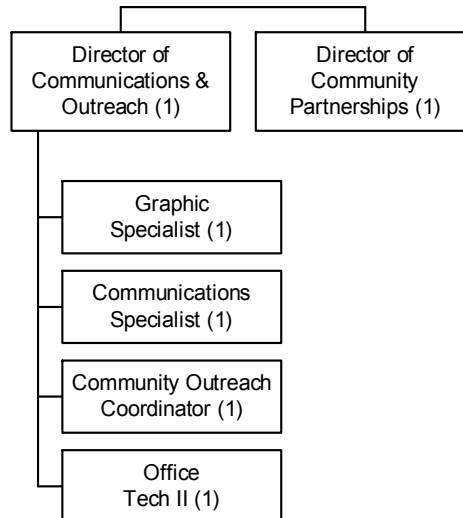 Director of
Communications &
Outreach (1)
Director of
Community
Partnerships (1)
Graphic
Specialist (1)
Communications
Specialist (1)
Community Outreach
Coordinator (1)
Office
Tech II (1)